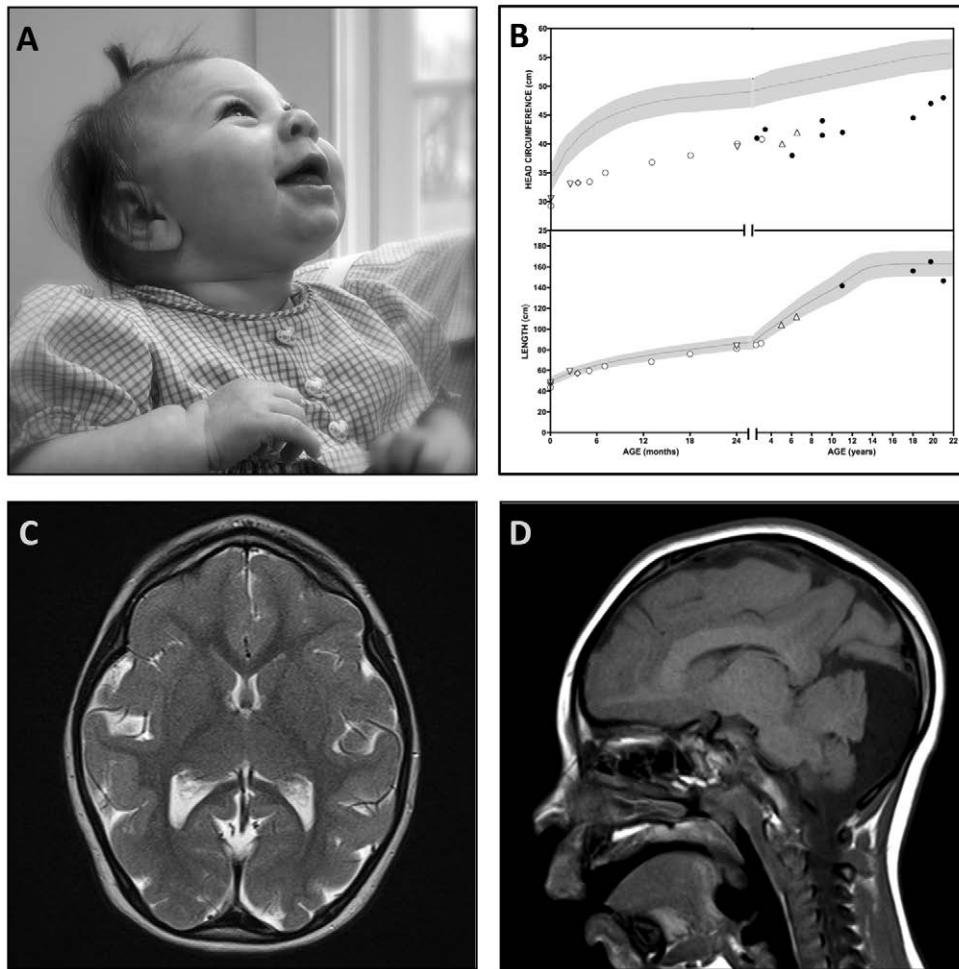 A
B
60
55
50
45
40
35
30
25
HEAD CIRCUMFERENCE (cm)
180
160
140
120
100
80
60
40
20
0
LENGTH (cm)
0 6 12 18 24 4 6 8 10 12 14 16 18 20 22
AGE (months) AGE (years)
C
D